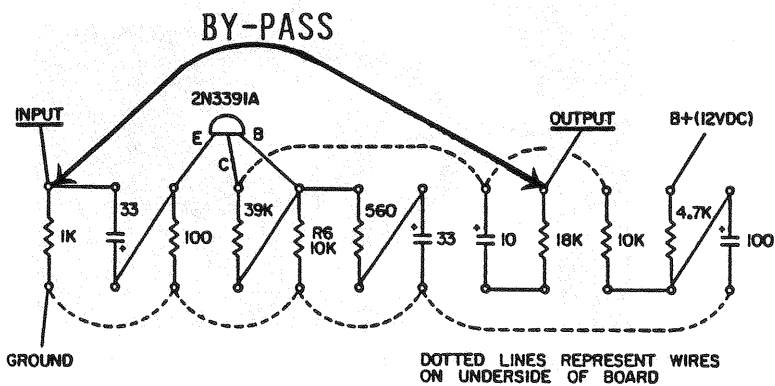 BY-PASS
2N3391A
INPUT
OUTPUT
B+(12VDC)
E
B
C
33
39K
560
4.7K
1K
100
R6
10K
33
10
18K
10K
100
GROUND
DOTTED LINES REPRESENT WIRES
ON UNDERSIDE OF BOARD